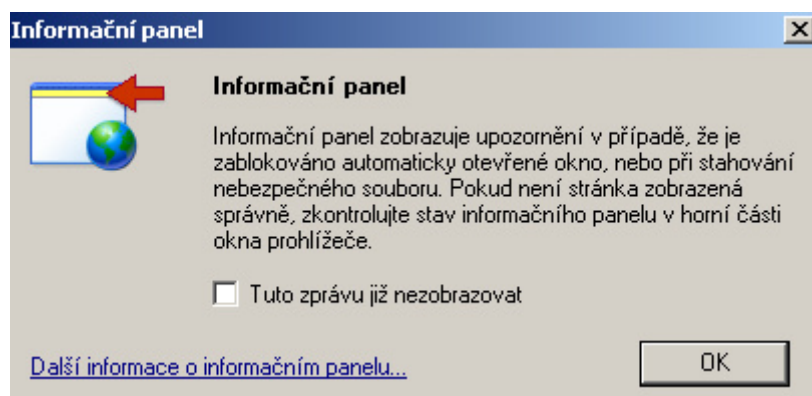 Informační panel
Informační panel
Informační panel zobrazuje upozornění v případě, že je
zablokováno automaticky otevřené okno, nebo při stahování
nebezpečného souboru. Pokud není stránka zobrazená
správně, zkontrolujte stav informačního panelu v horní části
okna prohlížeče.
Tuto zprávu již nezobrazovat
Další informace o informačním panelu...
OK